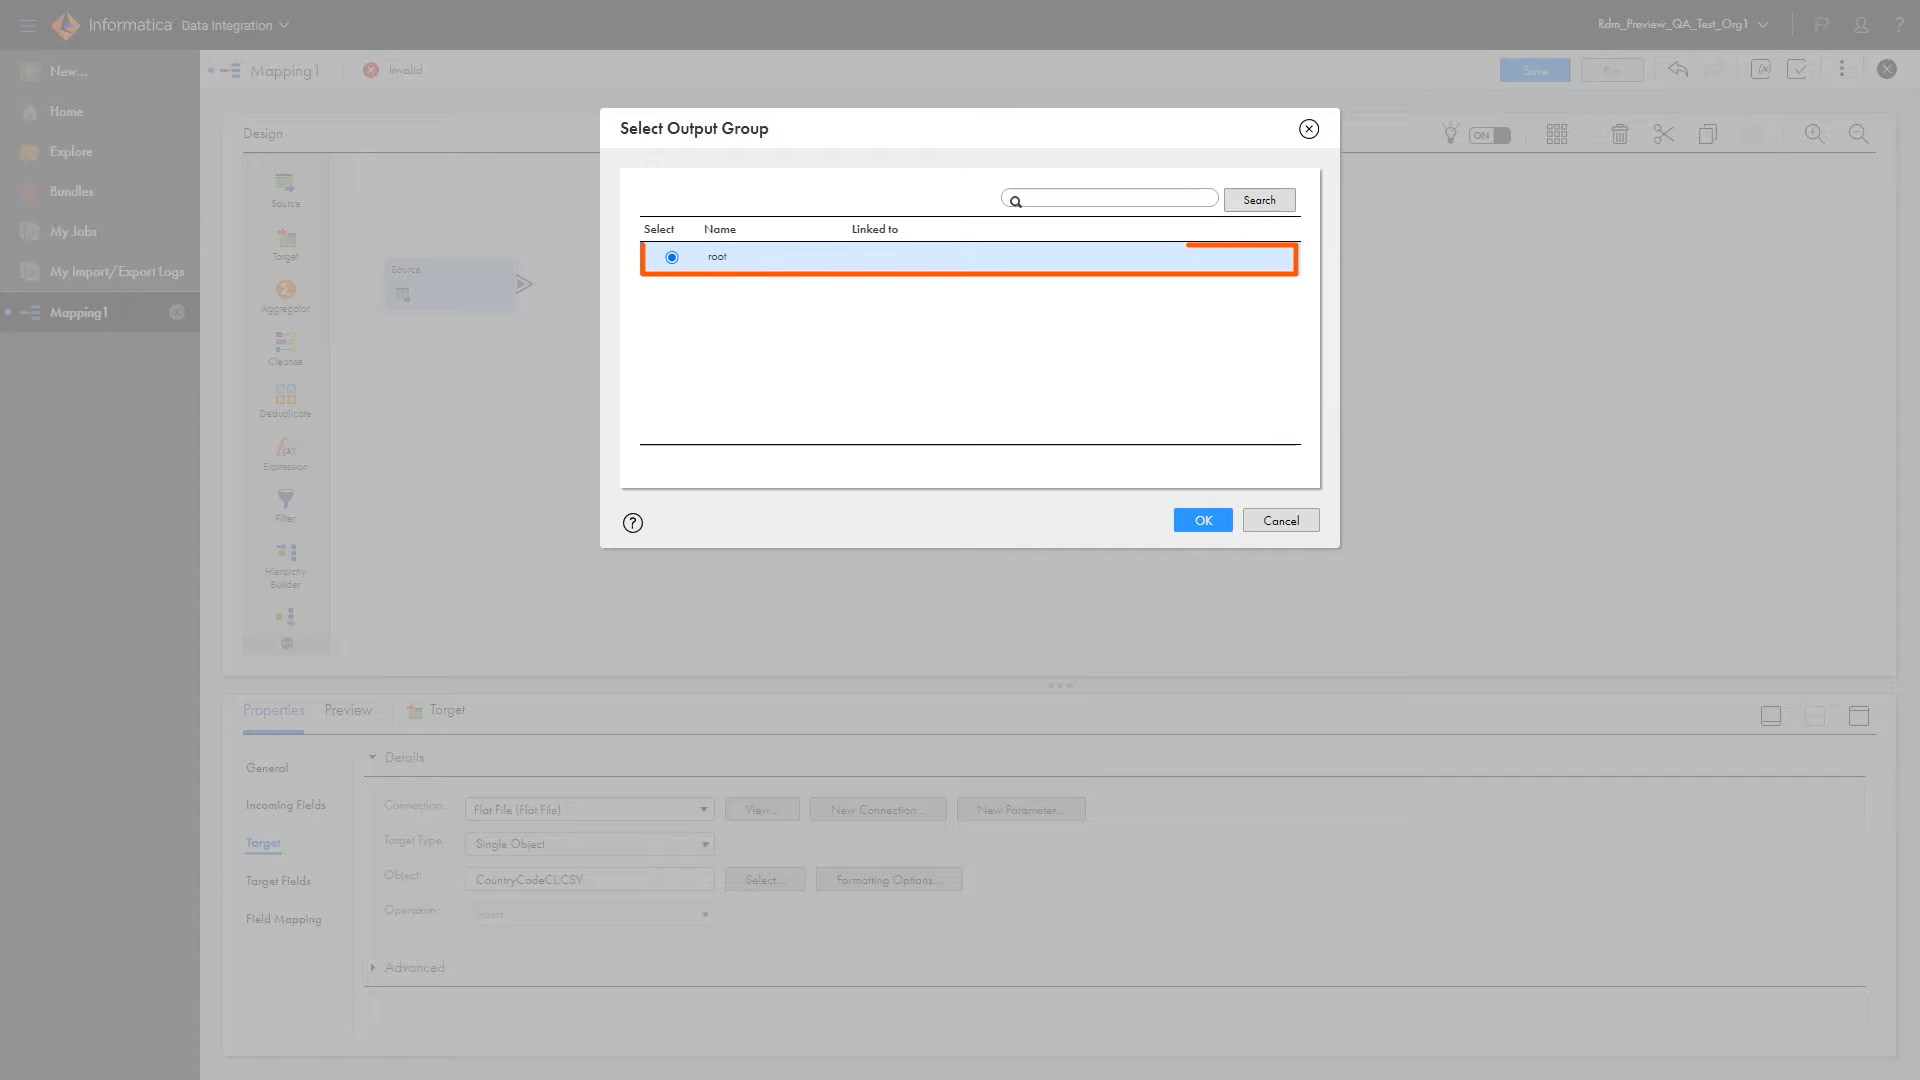 Informatica Data Integration
Rdm_Preview_QA_Test_Org1
?
New...
Home
Explore
Bundles
My Jobs
My Import/Export Logs
Mapping1
Mapping1
Invalid
Save
Run
Design
ON
Source
Target
Aggregator
Cleanse
Deduplicate
f(x)
Expression
Filter
Hierarchy
Builder
Source
Select Output Group
Search
Select Name Linked to
root
?
OK Cancel
Properties Preview Target
General
Incoming Fields
Target
Target Fields
Field Mapping
Details
Connection: Flat File (Flat File) View... New Connection... New Parameter...
Target Type: Single Object
Object: CountryCodeCL.CSV Select... Formatting Options...
Operation: Insert
Advanced